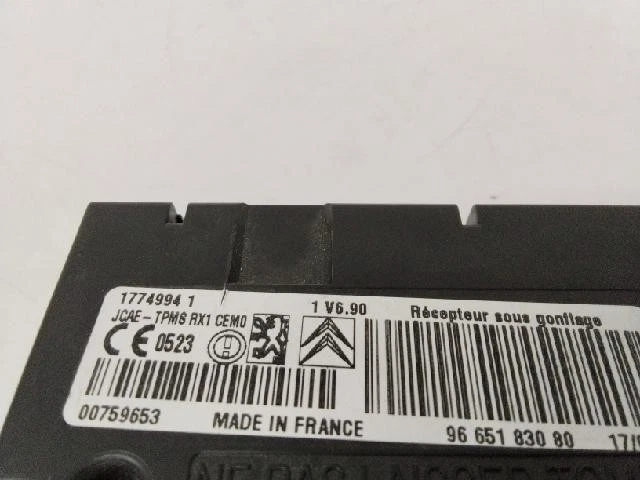 1774994 1 1 V6.90 Récepteur sous gonflage
JCAE-TPMS RX1 CEM0
CE 0523
00759653 MADE IN FRANCE 96 651 830 80 17/